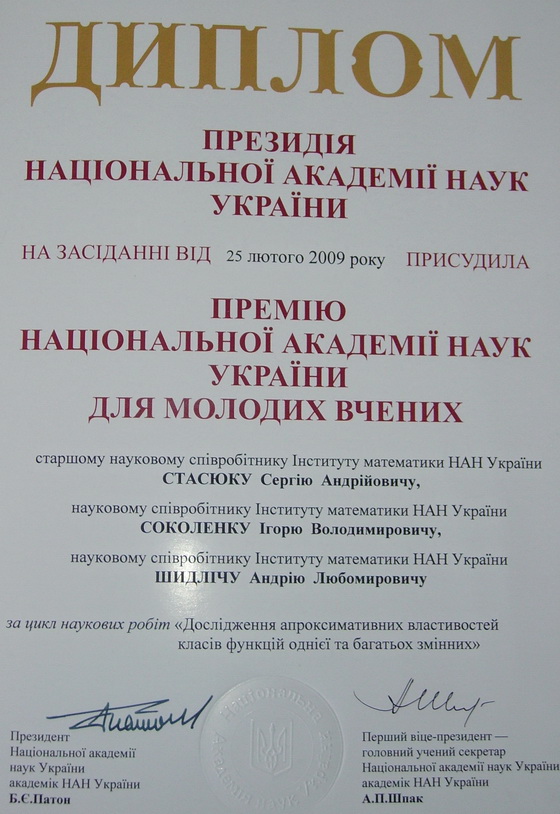 ДИПЛОМ
ПРЕЗИДІЯ
НАЦІОНАЛЬНОЇ АКАДЕМІЇ НАУК
УКРАЇНИ
НА ЗАСІДАННІ ВІД 25 лютого 2009 року ПРИСУДИЛА
ПРЕМІЮ
НАЦІОНАЛЬНОЇ АКАДЕМІЇ НАУК
УКРАЇНИ
ДЛЯ МОЛОДИХ ВЧЕНИХ
старшому науковому співробітнику Інституту математики НАН України
СТАСЮКУ Сергію Андрійовичу,
науковому співробітнику Інституту математики НАН України
СОКОЛЕНКУ Ігорю Володимировичу,
науковому співробітнику Інституту математики НАН України
ШИДЛІЧУ Андрію Любомировичу
за цикл наукових робіт «Дослідження апроксимативних властивостей
класів функцій однієї та багатьох змінних»
Президент
Національної академії
наук України
академік НАН України
Б.Є.Патон
Перший віце-президент —
головний учений секретар
Національної академії наук України
академік НАН України
А.П.Шпак